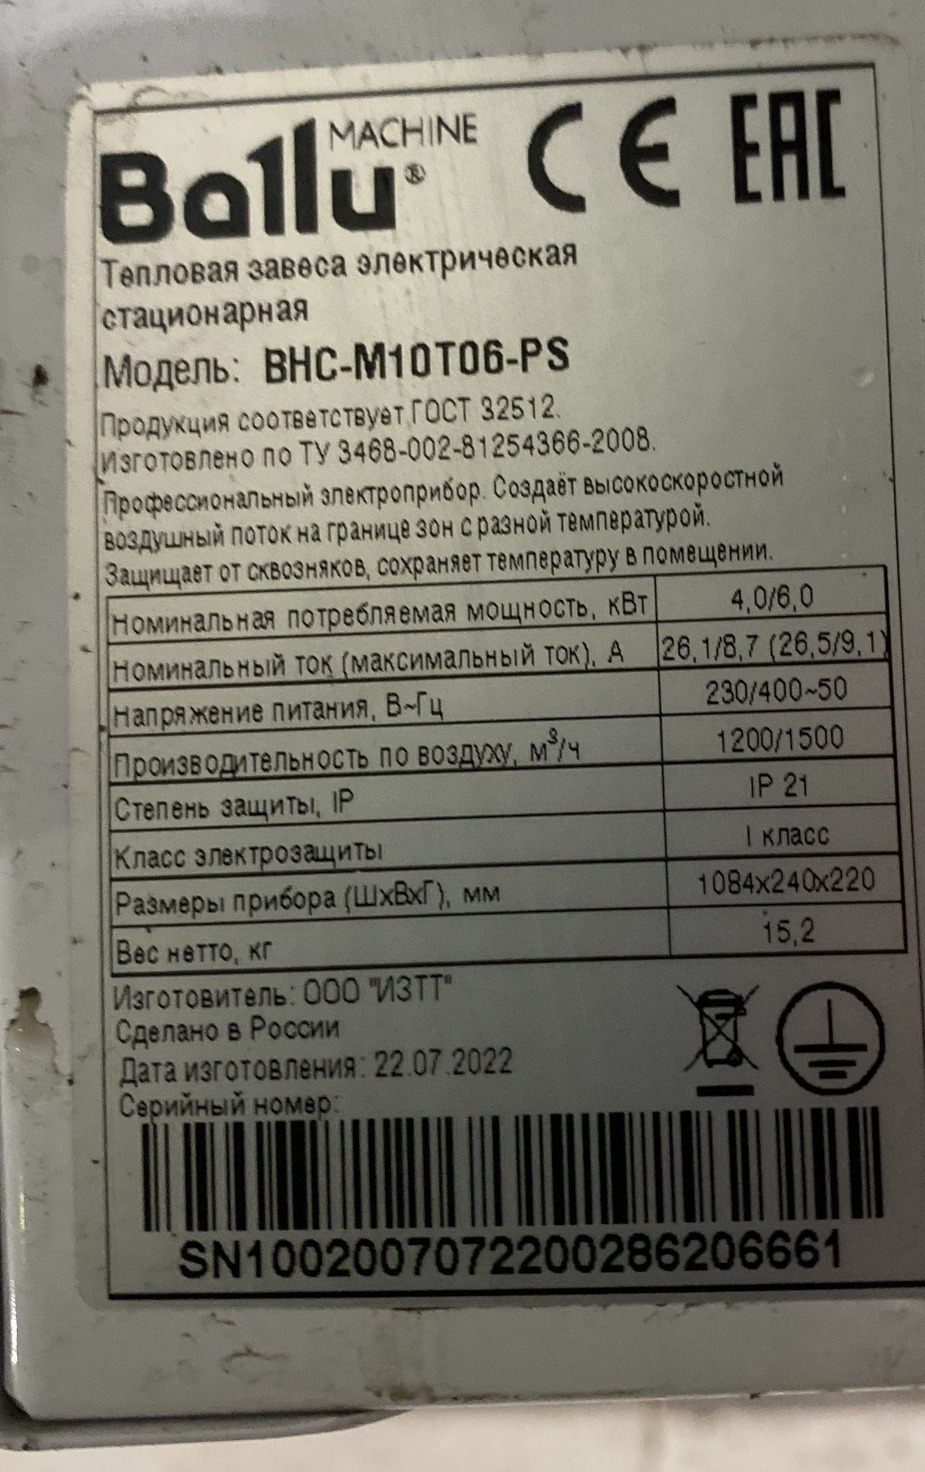 Ballu® MACHINE CE EAC
Тепловая завеса электрическая
стационарная
Модель: BHC-M10T06-PS
Продукция соответствует ГОСТ 32512.
Изготовлено по ТУ 3468-002-81254366-2008.
Профессиональный электроприбор. Создаёт высокоскоростной
воздушный поток на границе зон с разной температурой.
Защищает от сквозняков, сохраняет температуру в помещении.
Номинальная потребляемая мощность, кВт 4,0/6,0
Номинальный ток (максимальный ток), А 26,1/8,7 (26,5/9,1)
Напряжение питания, В~Гц 230/400~50
Производительность по воздуху, м³/ч 1200/1500
Степень защиты, IP IP 21
Класс электрозащиты I класс
Размеры прибора (ШхВхГ), мм 1084х240х220
Вес нетто, кг 15,2
Изготовитель: ООО "ИЗТТ"
Сделано в России
Дата изготовления: 22.07.2022
Серийный номер:
SN1002007072200286206661